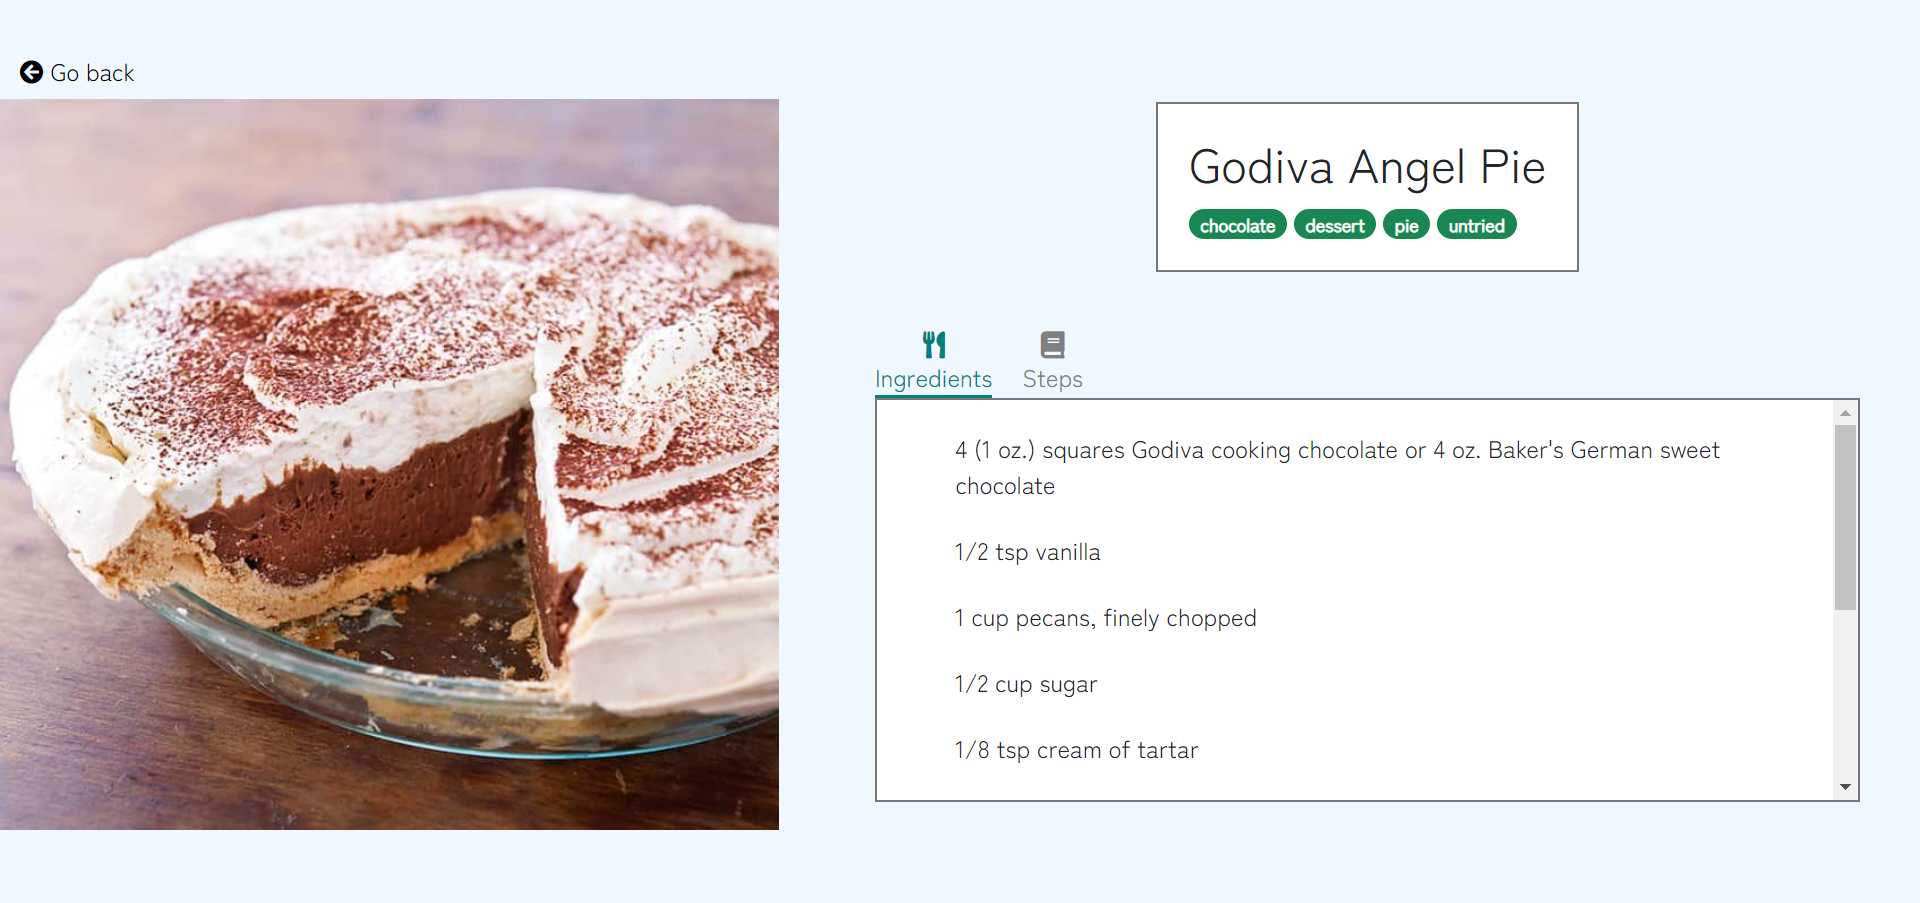 Go back
Godiva Angel Pie
chocolate dessert pie untried
Ingredients Steps
4 (1 oz.) squares Godiva cooking chocolate or 4 oz. Baker's German sweet
chocolate
1/2 tsp vanilla
1 cup pecans, finely chopped
1/2 cup sugar
1/8 tsp cream of tartar